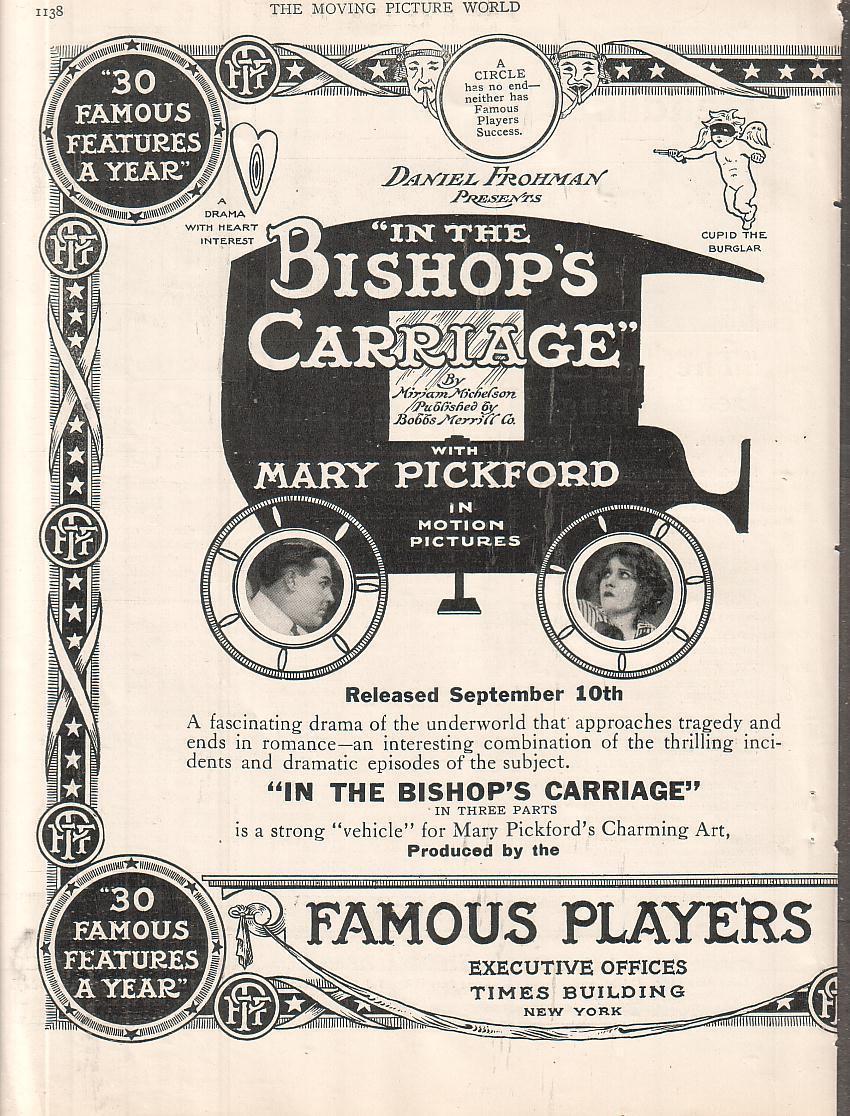 1138
THE MOVING PICTURE WORLD
"30
FAMOUS
FEATURES
A YEAR"
A
CIRCLE
has no end—
neither has
Famous
Players
Success.
A
DRAMA
WITH HEART
INTEREST
DANIEL FROHMAN
PRESENTS
CUPID THE
BURGLAR
"IN THE
BISHOP'S
CARRIAGE"
By
Miriam Michelson
Published by
Bobbs Merrill Co.
WITH
MARY PICKFORD
IN
MOTION
PICTURES
Released September 10th
A fascinating drama of the underworld that approaches tragedy and
ends in romance—an interesting combination of the thrilling inci-
dents and dramatic episodes of the subject.
"IN THE BISHOP'S CARRIAGE"
IN THREE PARTS
is a strong "vehicle" for Mary Pickford's Charming Art,
Produced by the
"30
FAMOUS
FEATURES
A YEAR"
FAMOUS PLAYERS
EXECUTIVE OFFICES
TIMES BUILDING
NEW YORK